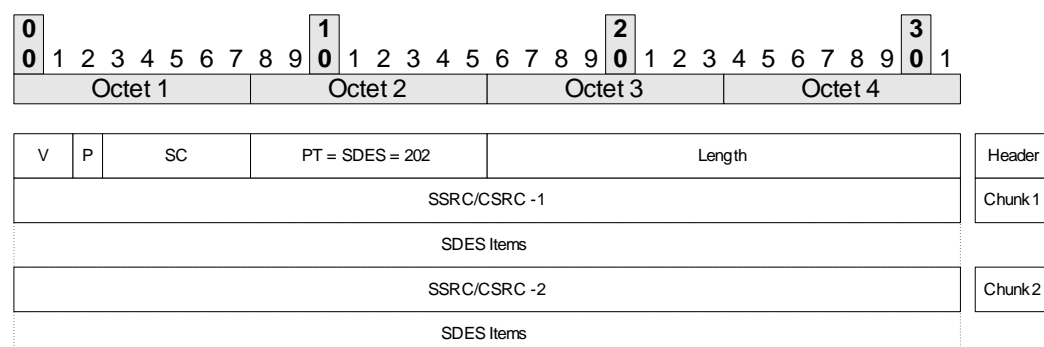 0 1 2 3
0 1 2 3 4 5 6 7 8 9 0 1 2 3 4 5 6 7 8 9 0 1 2 3 4 5 6 7 8 9 0 1
Octet 1 Octet 2 Octet 3 Octet 4
V P SC PT = SDES = 202 Length Header
SSRC/CSRC -1 Chunk 1
SDES Items
SSRC/CSRC -2 Chunk 2
SDES Items